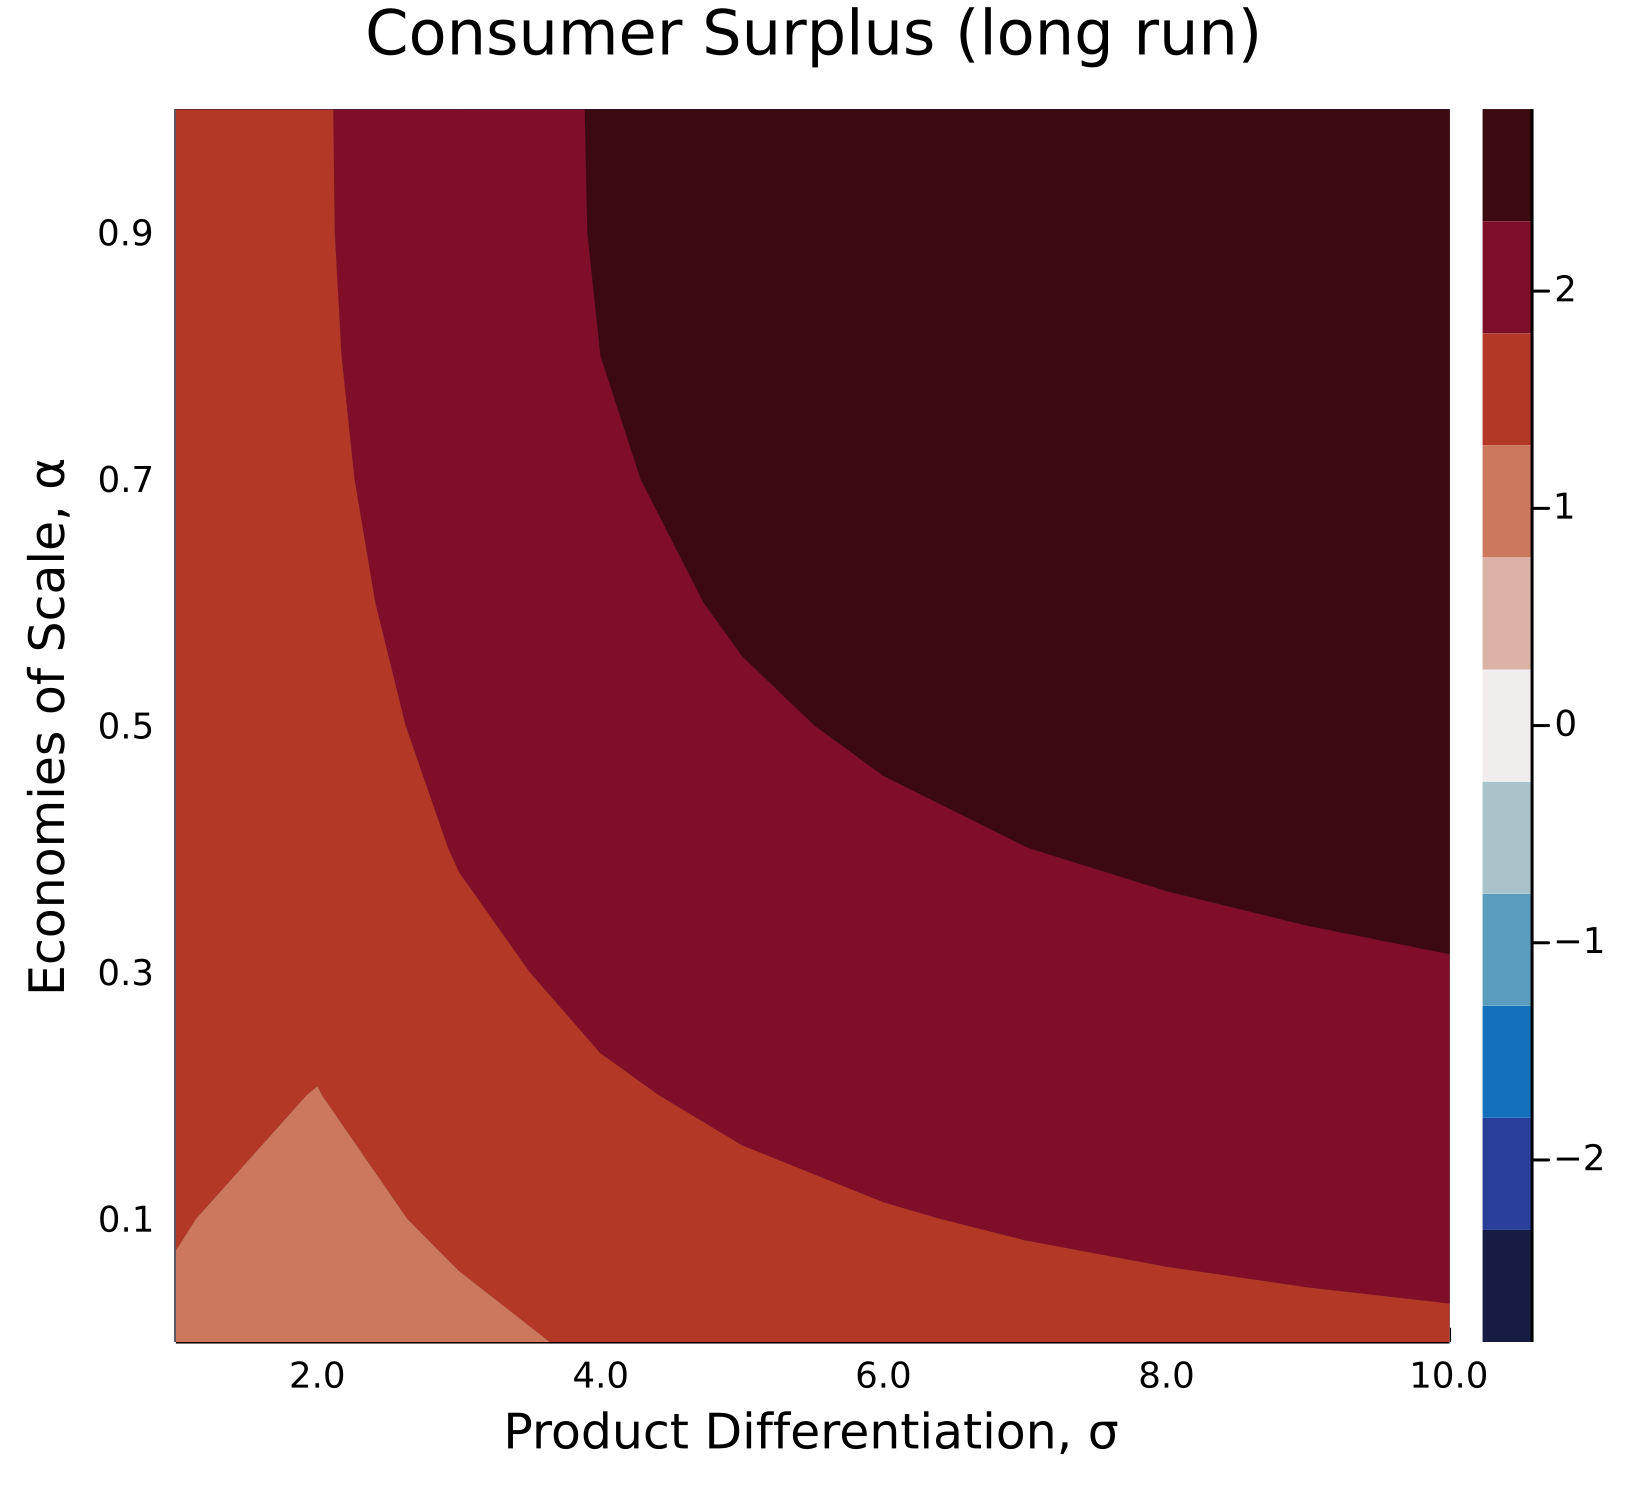 Consumer Surplus (long run)
Economies of Scale, α
0.9
0.7
0.5
0.3
0.1
2.0 4.0 6.0 8.0 10.0
Product Differentiation, σ
2
1
0
−1
−2